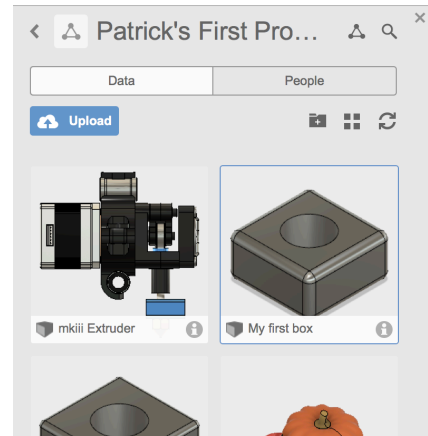 Patrick's First Pro...
Data
People
Upload
mkiii Extruder
My first box